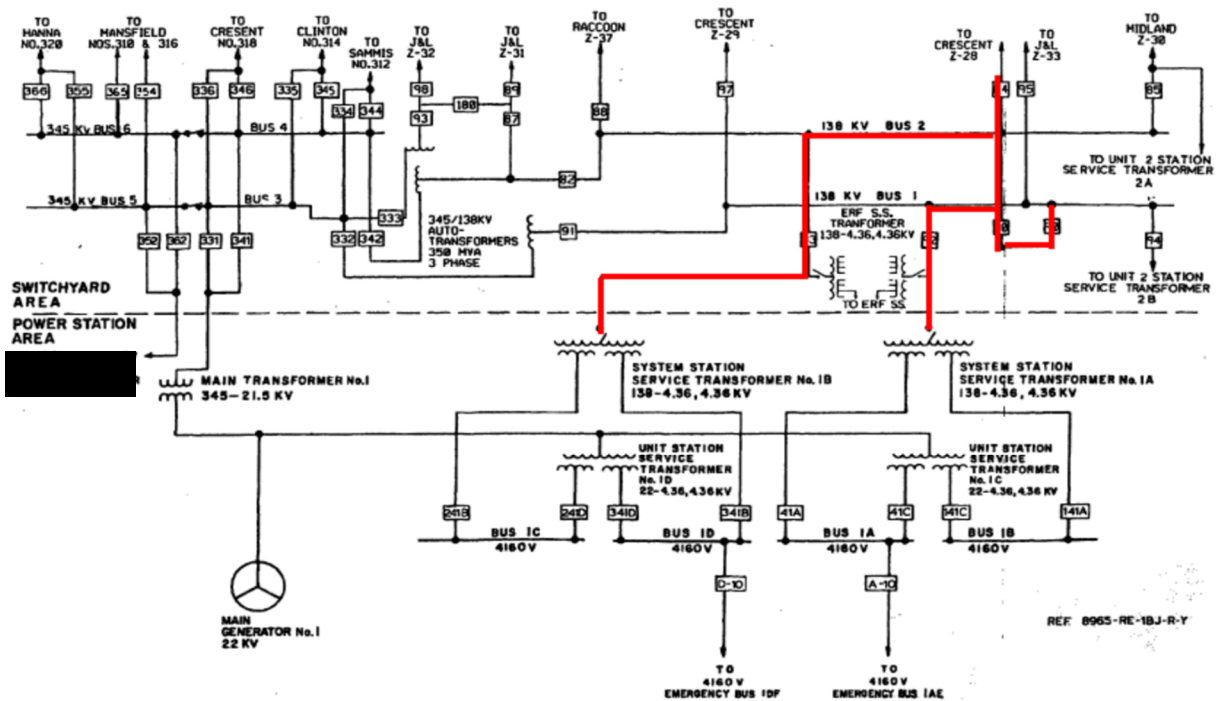 TO
HANNA
NO.320
TO
MANSFIELD
NOS.310 & 316
TO
CRESENT
NO.318
TO
CLINTON
NO.314
TO
SAMMIS
NO.312
TO
J&L
Z-32
TO
J&L
Z-31
TO
RACCOON
Z-37
TO
CRESCENT
Z-29
TO
CRESCENT
Z-28
TO
J&L
Z-33
TO
MIDLAND
Z-30
366
355
365
354
336
346
335
345
334
344
98
93
180
89
87
88
97
95
85
345 KV BUS 6
BUS 4
138 KV BUS 2
TO UNIT 2 STATION
SERVICE TRANSFORMER
2A
82
345 KV BUS 5
BUS 3
138 KV BUS 1
333
352
362
331
341
332
342
345/138KV
AUTO-
TRANSFORMERS
350 MVA
3 PHASE
91
ERF S.S.
TRANFORMER
138-4.36,4.36KV
94
TO ERF SS.
TO UNIT 2 STATION
SERVICE TRANSFORMER
2B
SWITCHYARD
AREA
POWER STATION
AREA
MAIN TRANSFORMER No.1
345-21.5 KV
SYSTEM STATION
SERVICE TRANSFORMER No. 1B
138-4.36, 4.36 KV
SYSTEM STATION
SERVICE TRANSFORMER No. 1A
138-4.36, 4.36 KV
UNIT STATION
SERVICE
TRANSFORMER
No. 1D
22-4.36, 4.36 KV
UNIT STATION
SERVICE
TRANSFORMER
No. 1C
22-4.36, 4.36 KV
241B
241D
341D
341B
41A
41C
141C
141A
BUS 1C
4160V
BUS 1D
4160V
BUS 1A
4160V
BUS 1B
4160V
D-10
A-10
MAIN
GENERATOR No.1
22 KV
REF. 8965-RE-1BJ-R-Y
TO
4160 V
EMERGENCY BUS 1DF
TO
4160 V
EMERGENCY BUS 1AE